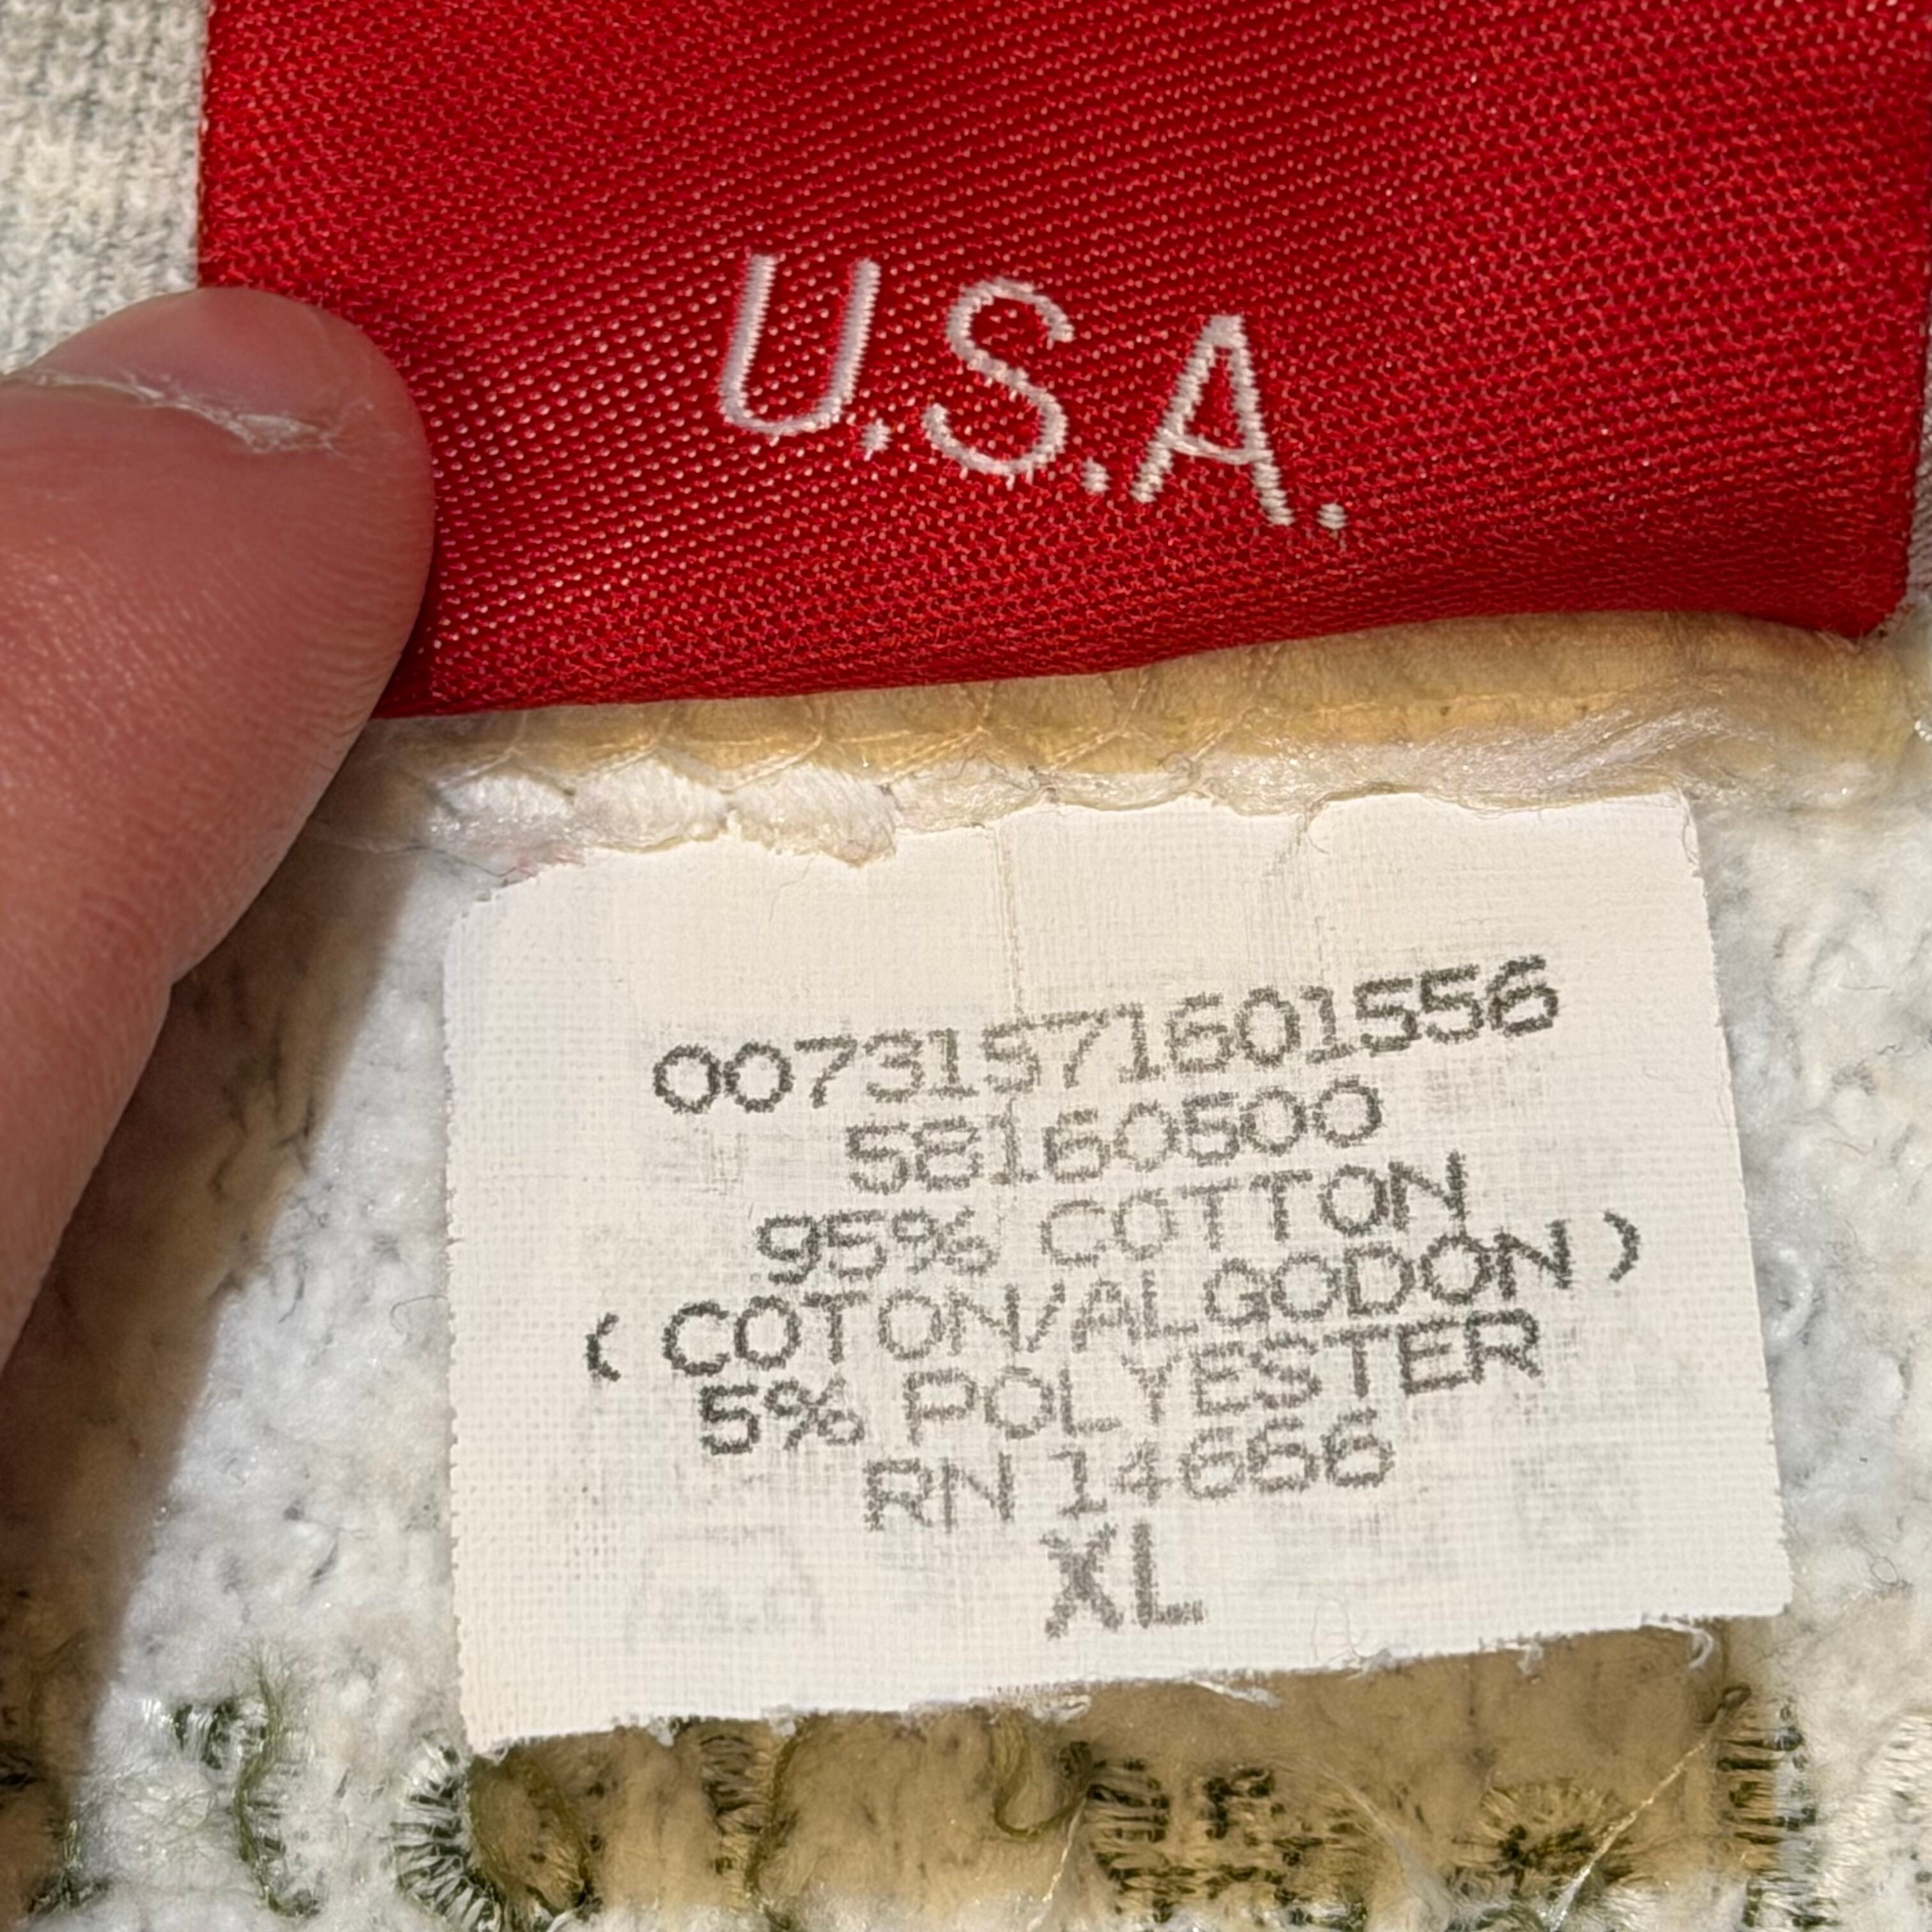 U.S.A.
00731571601556
58160500
95% COTTON
( COTON/ALGODON )
5% POLYESTER
RN 14666
XL